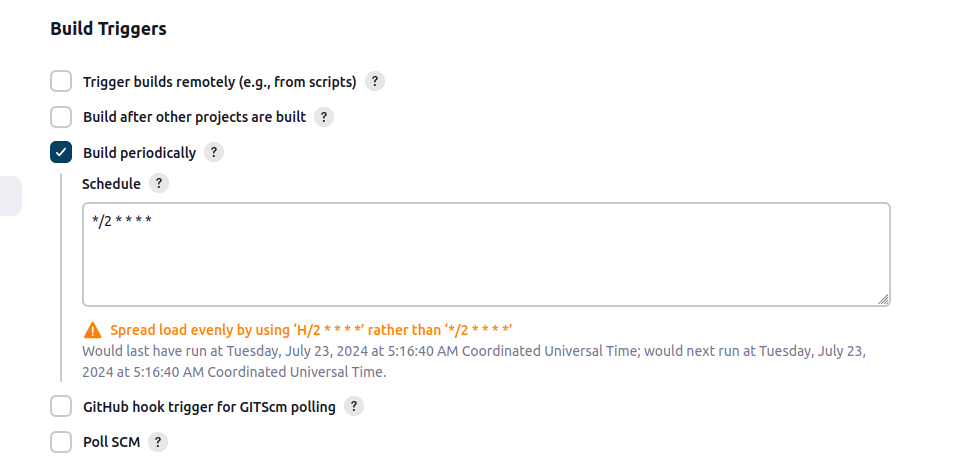 Build Triggers
Trigger builds remotely (e.g., from scripts) ?
Build after other projects are built ?
Build periodically ?
Schedule ?
*/2 * * * *
Spread load evenly by using ‘H/2 * * * *’ rather than ‘*/2 * * * *’
Would last have run at Tuesday, July 23, 2024 at 5:16:40 AM Coordinated Universal Time; would next run at Tuesday, July 23,
2024 at 5:16:40 AM Coordinated Universal Time.
GitHub hook trigger for GITScm polling ?
Poll SCM ?